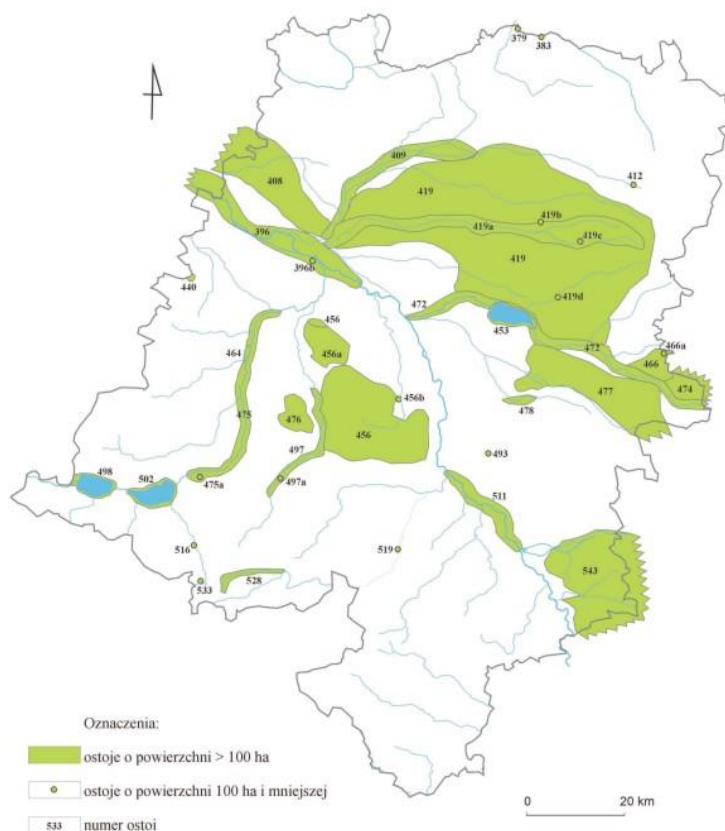 379
383
409
412
408
419
419b
419a
419c
396
419
396b
440
419d
472
453
456
464
472
466a
456a
466
474
477
475
456b
478
476
456
497
493
498
502
475a
497a
511
516
519
543
528
533
Oznaczenia:
ostoje o powierzchni > 100 ha
ostoje o powierzchni 100 ha i mniejszej
0 20 km
533 numer ostoi